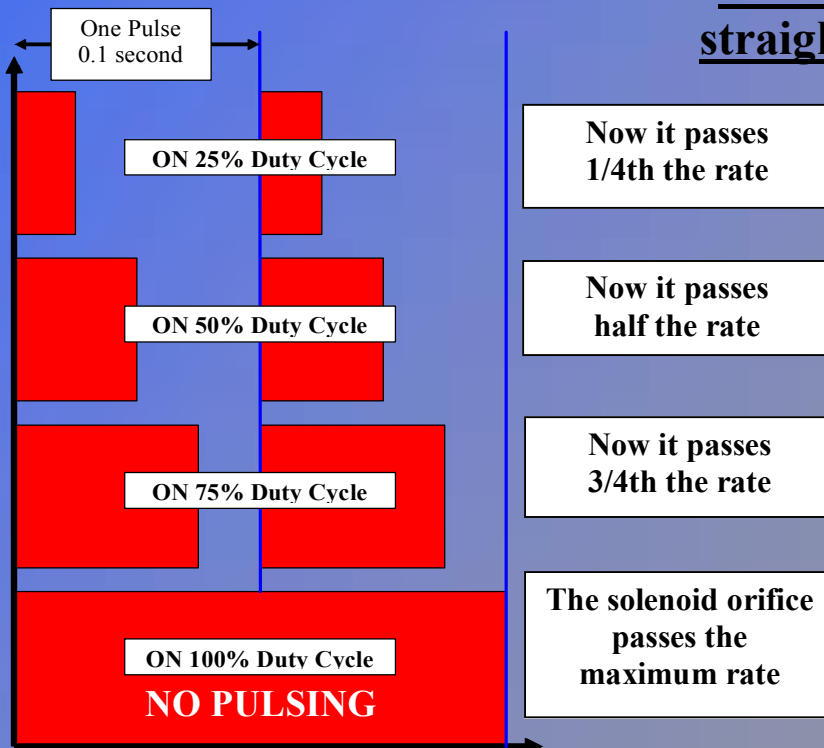 One Pulse
0.1 second
ON 25% Duty Cycle
Now it passes
1/4th the rate
ON 50% Duty Cycle
Now it passes
half the rate
ON 75% Duty Cycle
Now it passes
3/4th the rate
ON 100% Duty Cycle
NO PULSING
The solenoid orifice
passes the
maximum rate